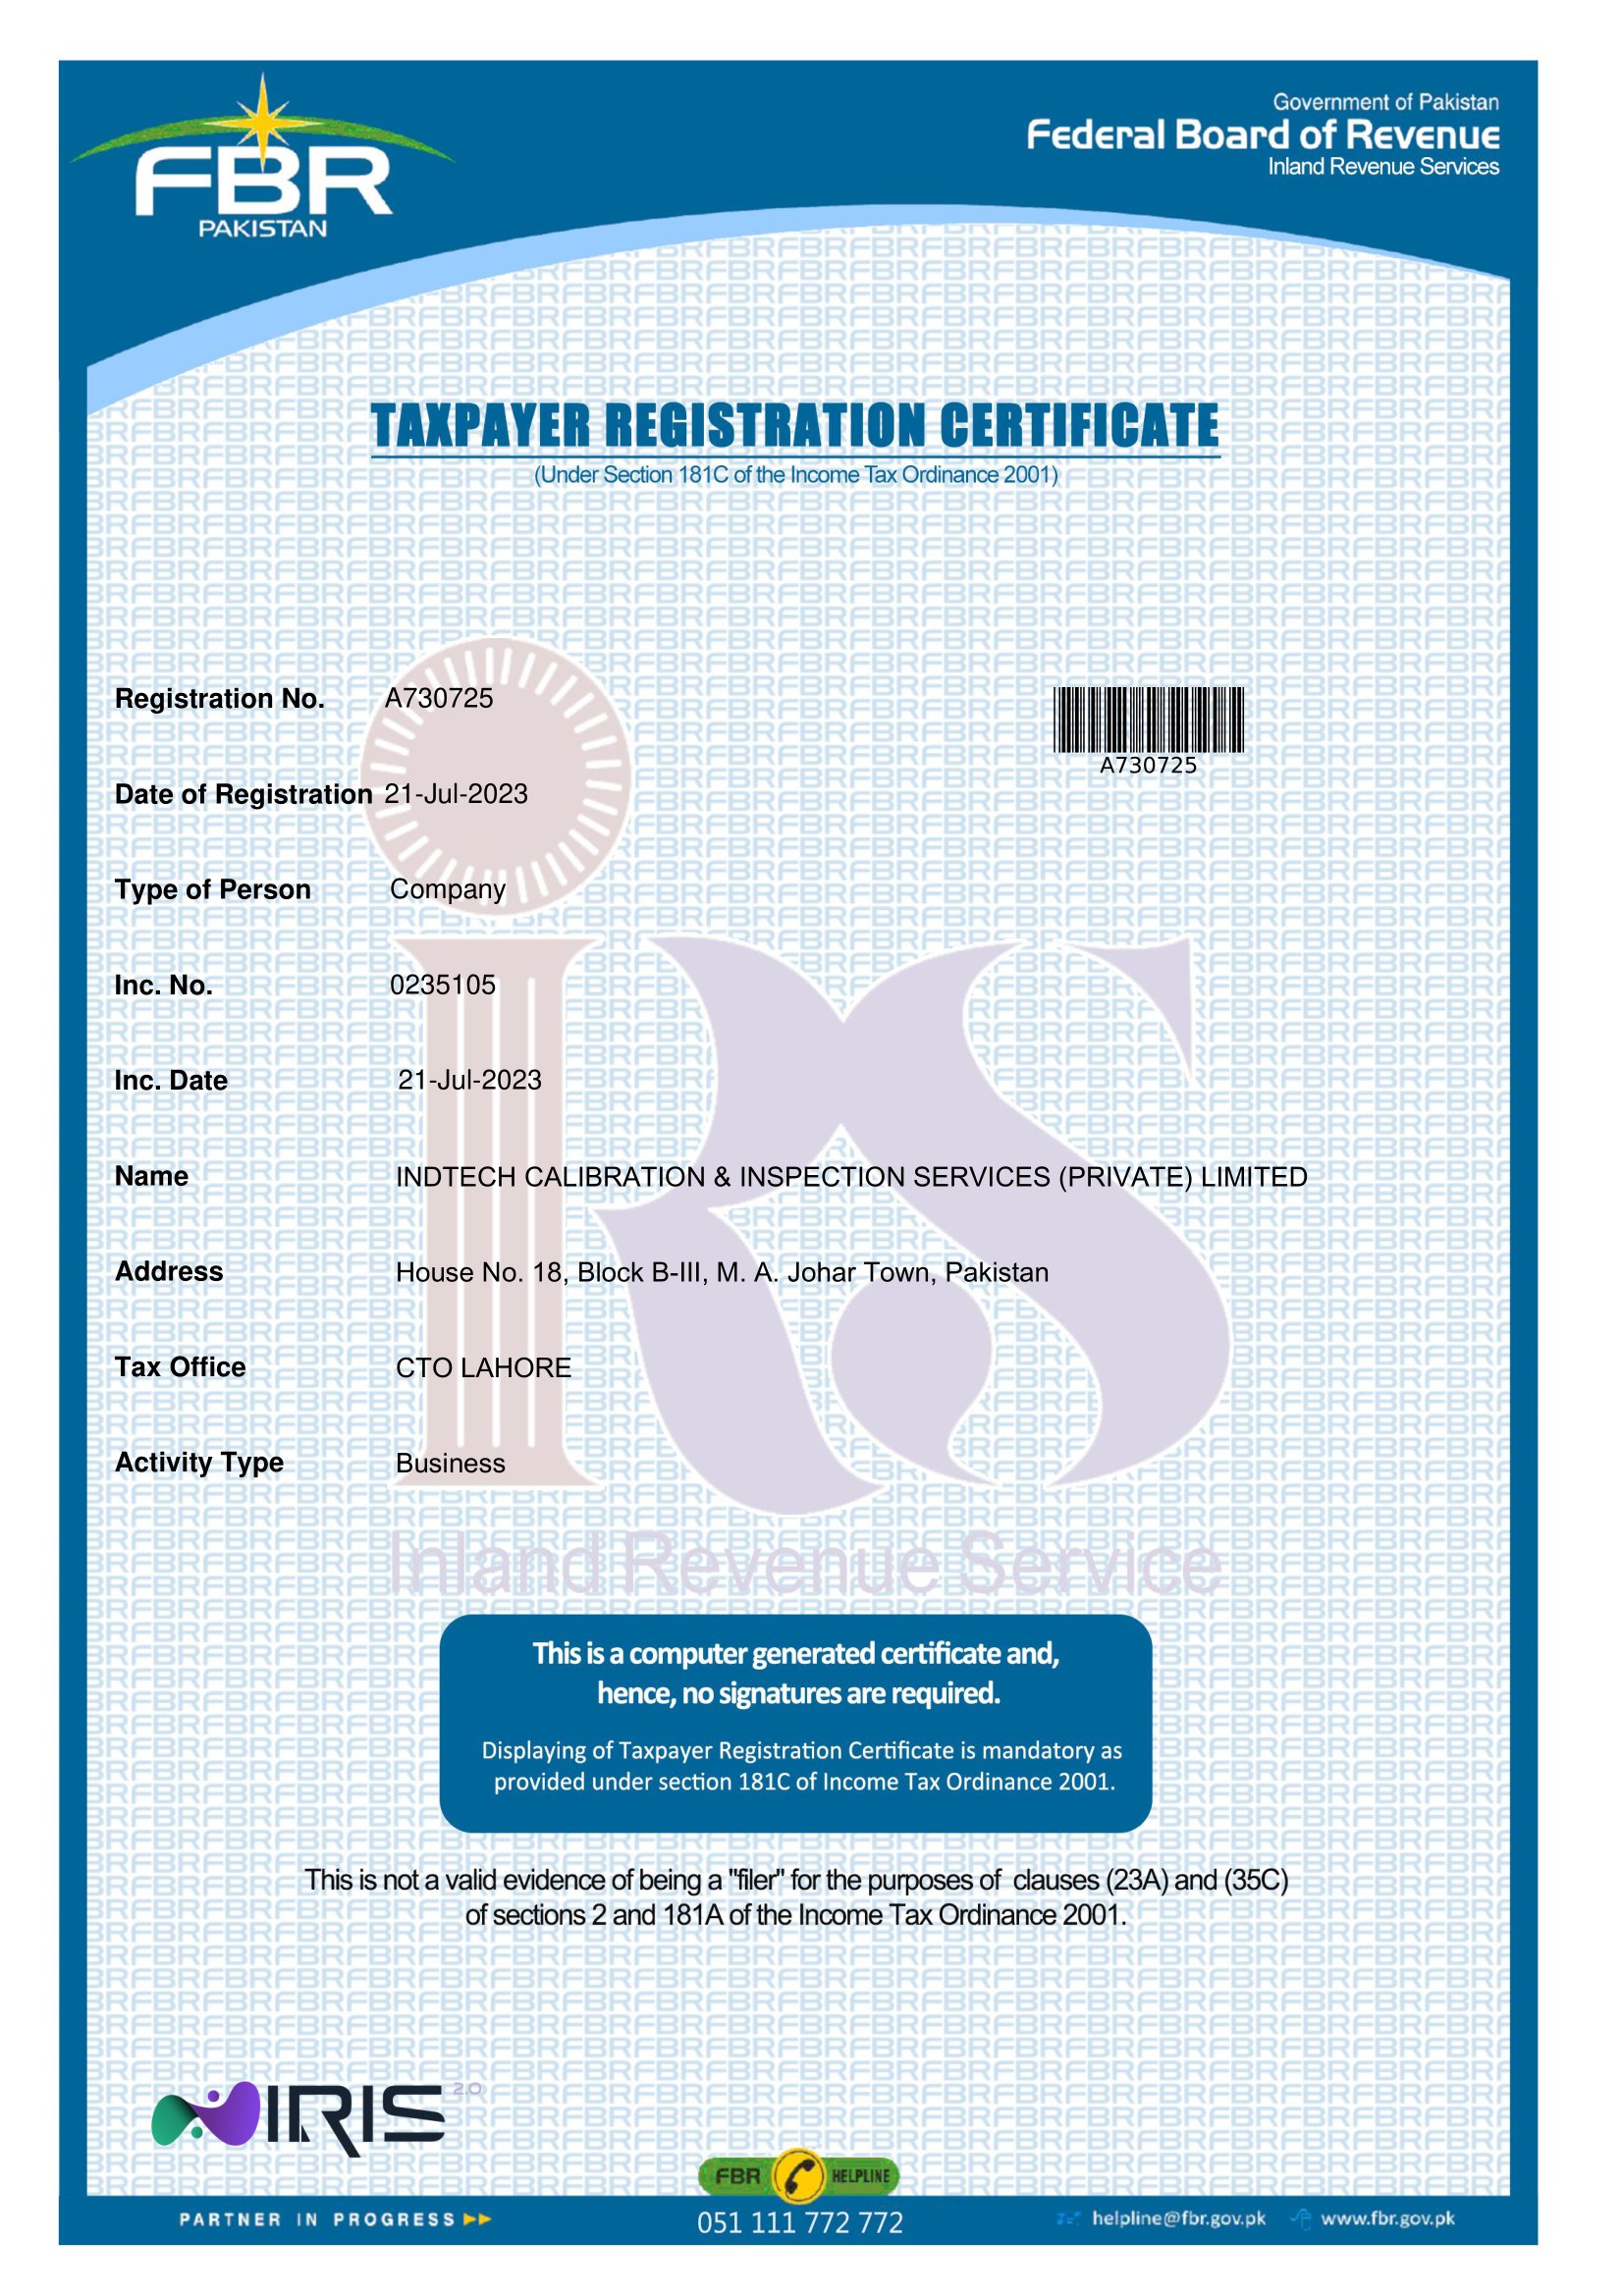 FBR
PAKISTAN
Government of Pakistan
Federal Board of Revenue
Inland Revenue Services
TAXPAYER REGISTRATION CERTIFICATE
(Under Section 181C of the Income Tax Ordinance 2001)
Registration No. A730725
A730725
Date of Registration 21-Jul-2023
Type of Person Company
Inc. No. 0235105
Inc. Date 21-Jul-2023
Name INDTECH CALIBRATION & INSPECTION SERVICES (PRIVATE) LIMITED
Address House No. 18, Block B-III, M. A. Johar Town, Pakistan
Tax Office CTO LAHORE
Activity Type Business
iRS
Inland Revenue Service
This is a computer generated certificate and,
hence, no signatures are required.
Displaying of Taxpayer Registration Certificate is mandatory as
provided under section 181C of Income Tax Ordinance 2001.
This is not a valid evidence of being a "filer" for the purposes of clauses (23A) and (35C)
of sections 2 and 181A of the Income Tax Ordinance 2001.
IRIS 2.0
FBR HELPLINE
PARTNER IN PROGRESS
051 111 772 772
helpline@fbr.gov.pk
www.fbr.gov.pk